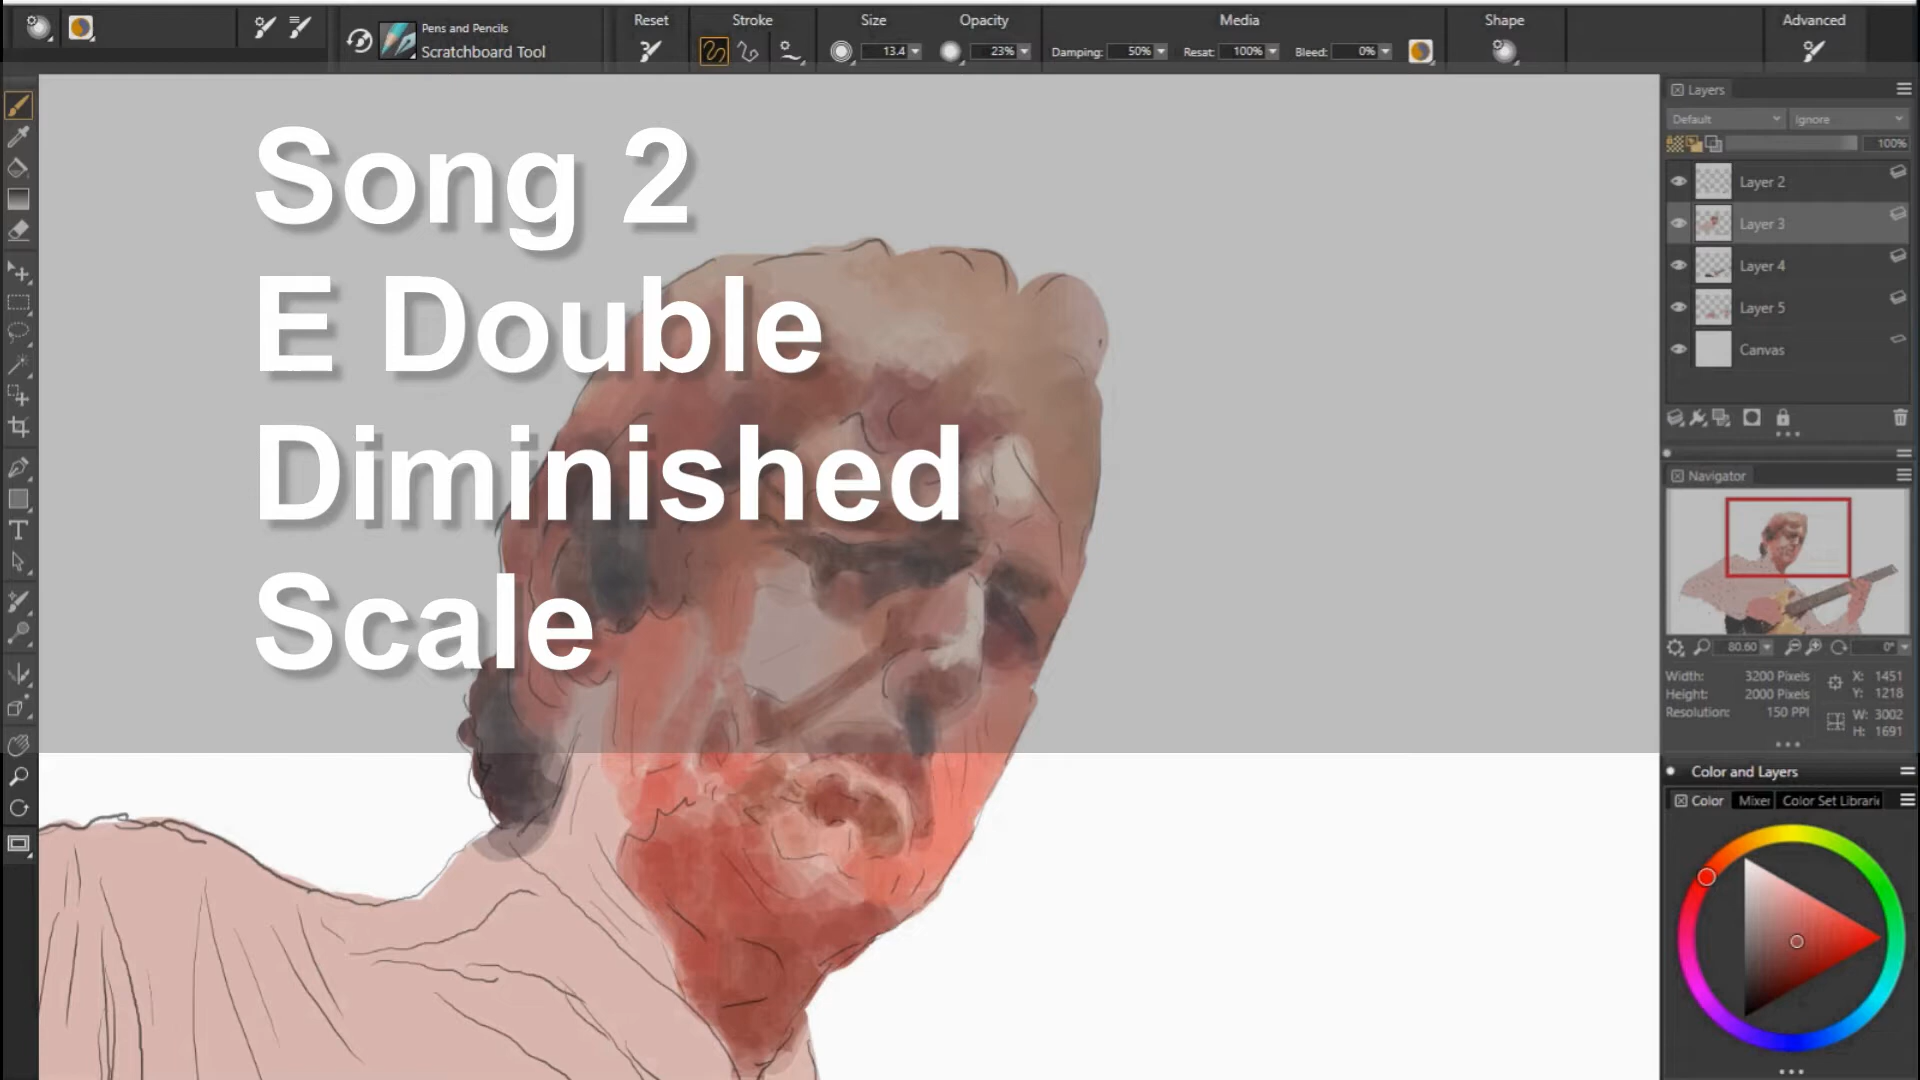 Reset
Stroke
Size
Opacity
Media
Shape
Advanced
Pens and Pencils
Scratchboard Tool
13.4
23%
Damping: 50%
Resat: 100%
Bleed: 0%
Song 2
E Double
Diminished
Scale
Layers
Default
Ignore
100%
Layer 2
Layer 3
Layer 4
Layer 5
Canvas
Navigator
80.60
0°
Width: 3200 Pixels
Height: 2000 Pixels
Resolution: 150 PPI
X: 1451
Y: 1218
W: 3002
H: 1691
Color and Layers
Color
Mixer
Color Set Librari